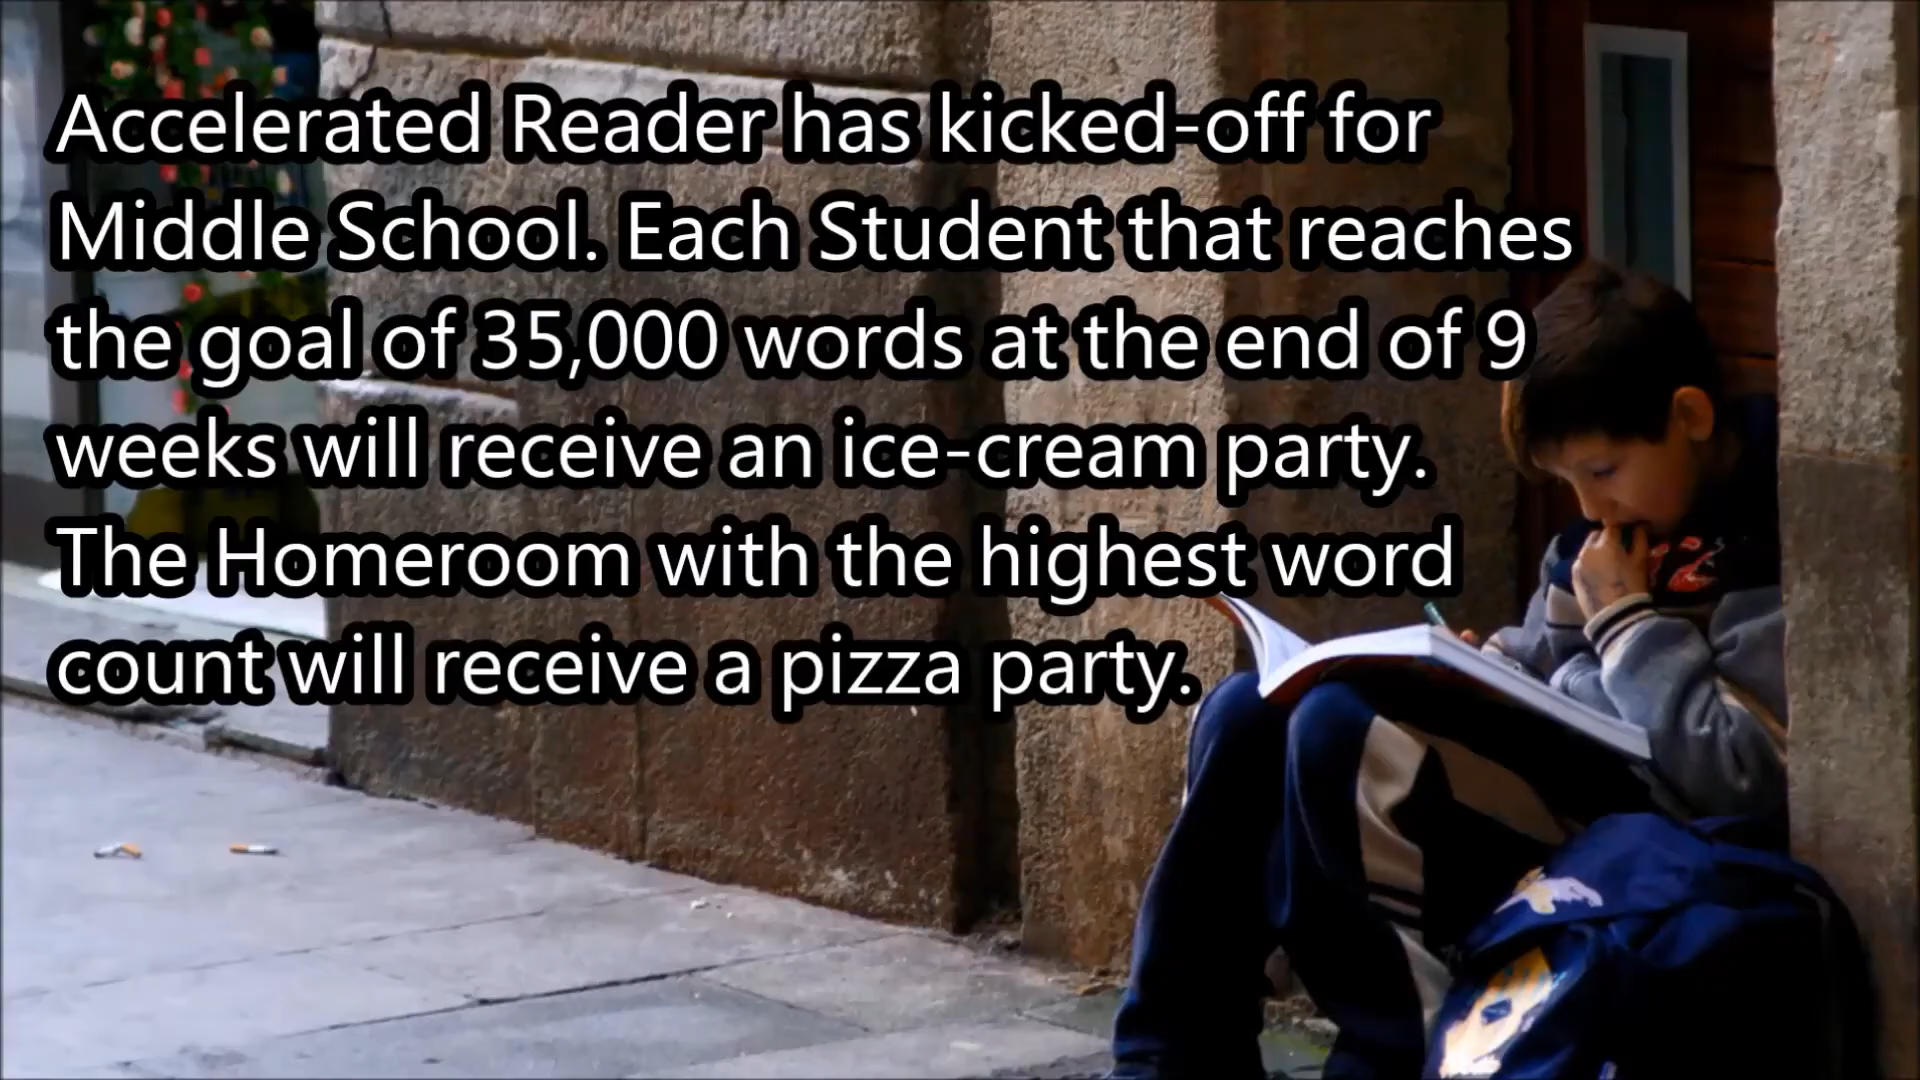 Accelerated Reader has kicked-off for
Middle School. Each Student that reaches
the goal of 35,000 words at the end of 9
weeks will receive an ice-cream party.
The Homeroom with the highest word
count will receive a pizza party.